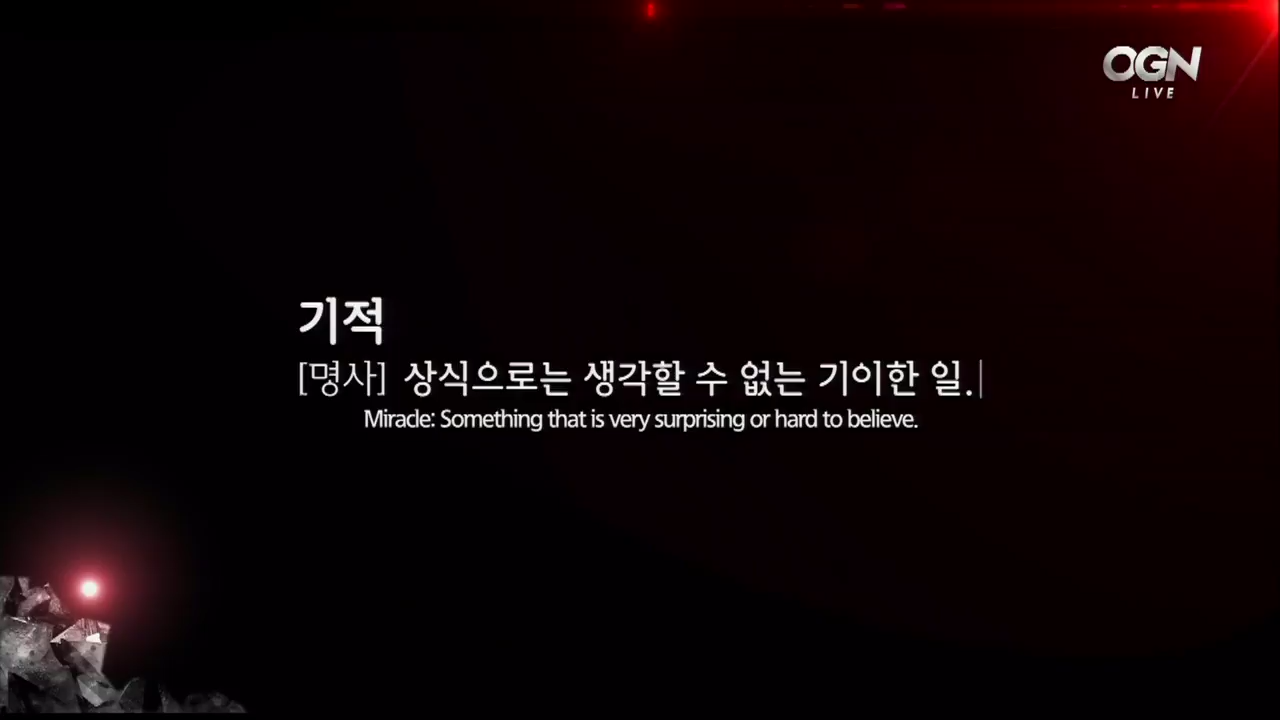 OGN
LIVE
기적
[명사] 상식으로는 생각할 수 없는 기이한 일.
Miracle: Something that is very surprising or hard to believe.